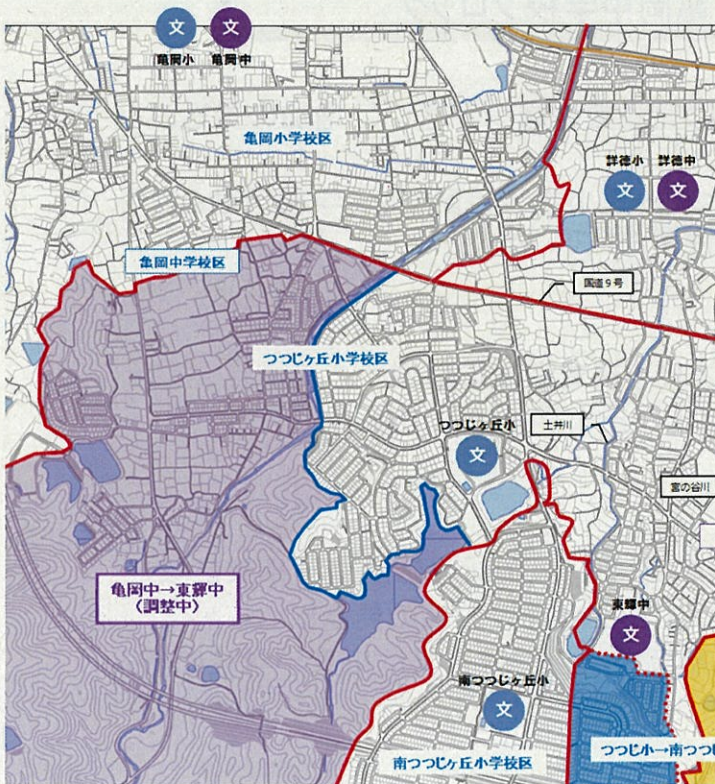 文 文
亀岡小 亀岡中
亀岡小学校区
詳徳小 詳徳中
文 文
亀岡中学校区
国道9号
つつじヶ丘小学校区
つつじヶ丘小
文
土井川
宮の谷川
亀岡中→東輝中
(調整中)
東輝中
文
南つつじヶ丘小
文
南つつじヶ丘小学校区
つつじ小→南つつじ